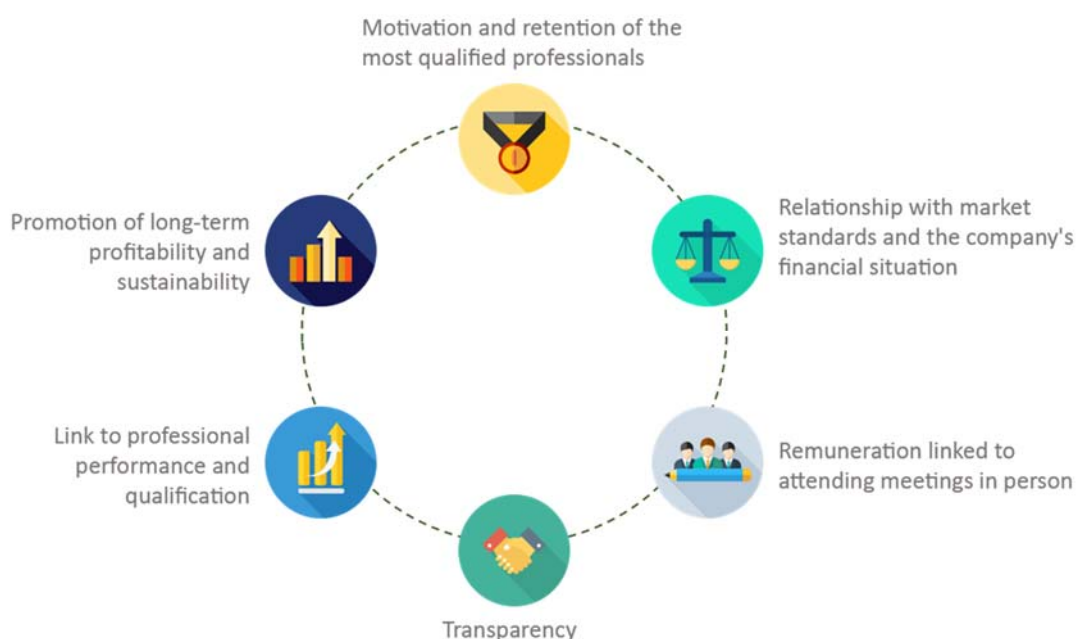 Motivation and retention of the
most qualified professionals
Promotion of long-term
profitability and
sustainability
Relationship with market
standards and the company's
financial situation
Link to professional
performance and
qualification
Remuneration linked to
attending meetings in person
Transparency